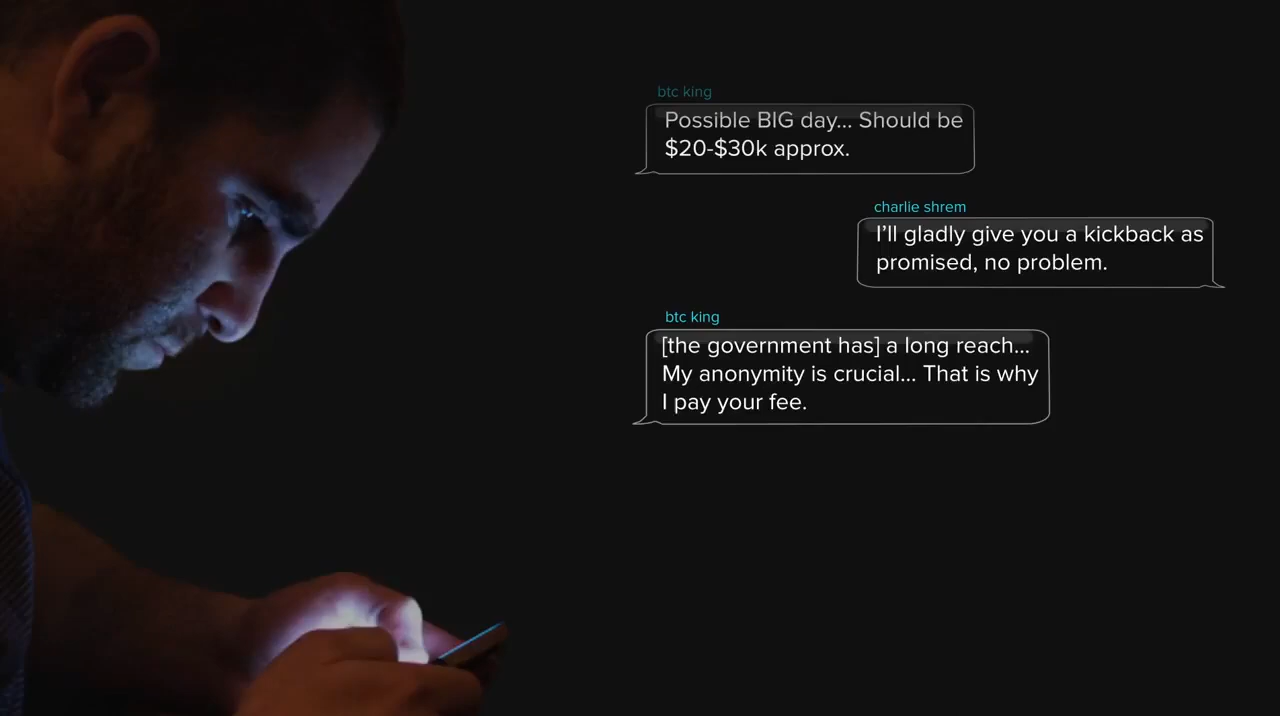 btc king
Possible BIG day... Should be
$20-$30k approx.
charlie shrem
I'll gladly give you a kickback as
promised, no problem.
btc king
[the government has] a long reach...
My anonymity is crucial... That is why
I pay your fee.